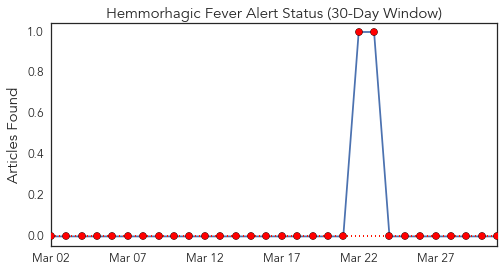 Hemmorhagic Fever Alert Status (30-Day Window)
Articles Found
1.0
0.8
0.6
0.4
0.2
0.0
Mar 02 Mar 07 Mar 12 Mar 17 Mar 22 Mar 27